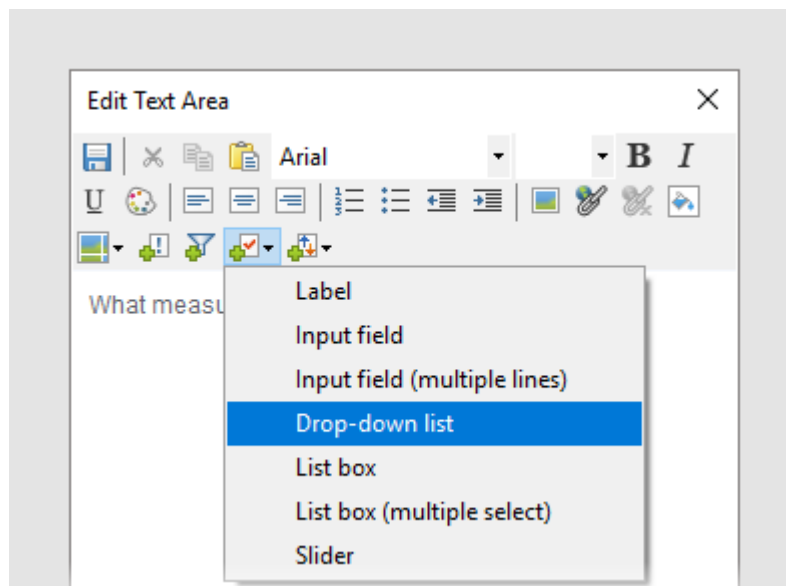 Edit Text Area
Arial
B I
U
What measu
Label
Input field
Input field (multiple lines)
Drop-down list
List box
List box (multiple select)
Slider